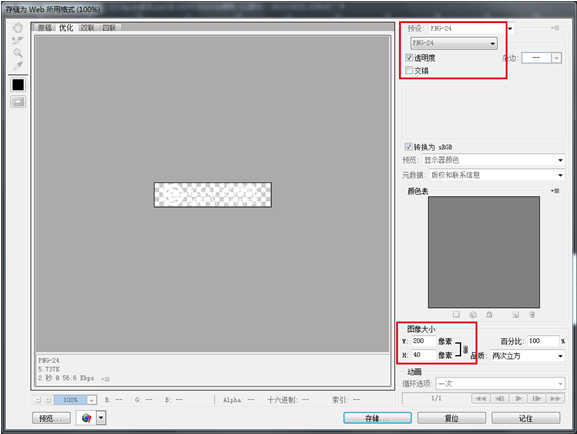 存储为 Web 所用格式 (100%)
原稿 优化 双联 四联
预设: PNG-24
PNG-24
透明度 杂边: --
交错
转换为 sRGB
预览: 显示器颜色
元数据: 版权和联系信息
颜色表
图像大小
W: 200 像素 百分比: 100 %
H: 40 像素 品质: 两次立方
动画
循环选项: 一次
1/1
PNG-24
5.737K
2 秒 @ 56.6 Kbps
100% R: -- G: -- B: -- Alpha: -- 十六进制: -- 索引: --
预览... 存储... 复位 记住